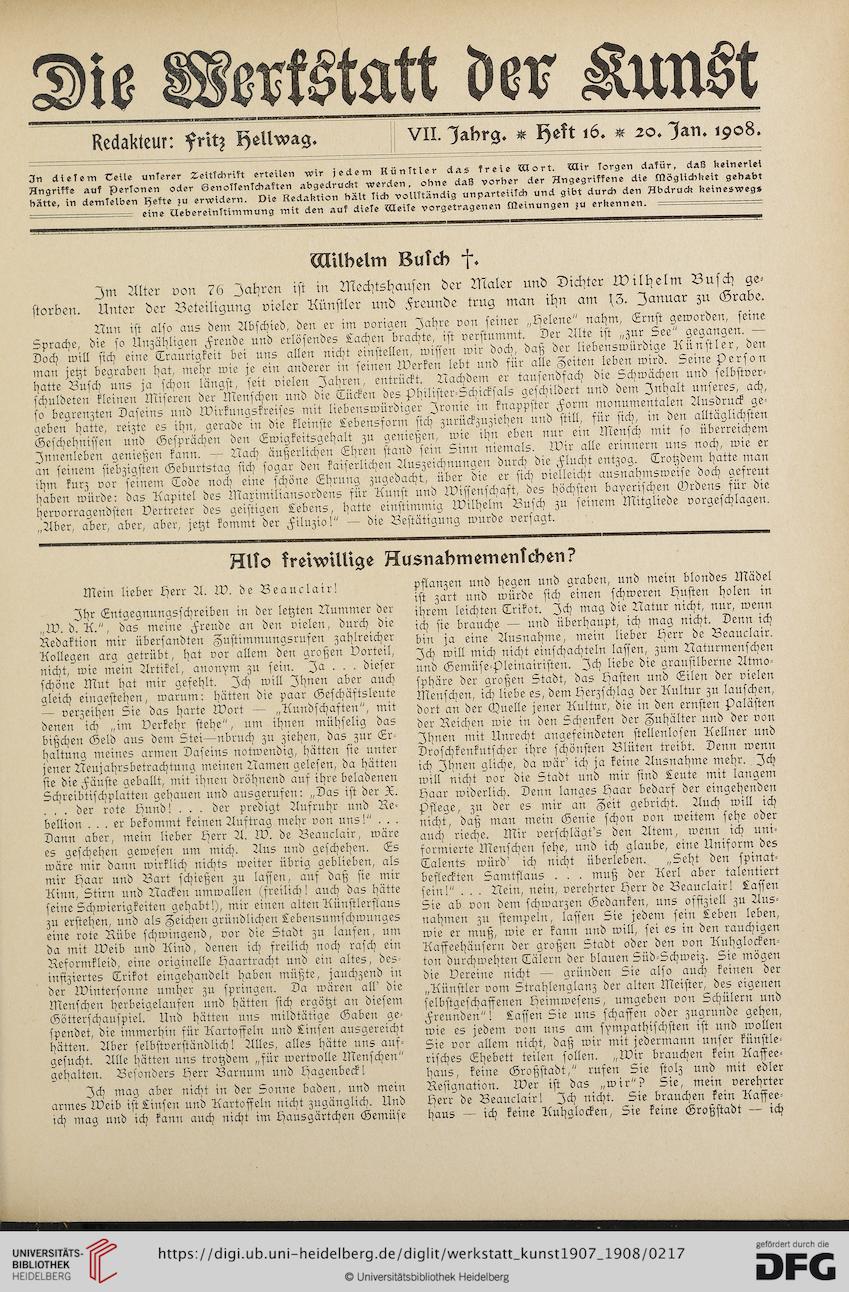 Die Werkstatt der Kunst
Redakteur: Fritz Hellwag.
VII. Jahrg. * Heft 16. * 20. Jan. 1908.
In diesem Teile unserer Zeitschrift erteilen wir jedem Künstler das freie Wort. Wir sorgen dafür, daß keinerlei
Angriffe auf Personen oder Genossenschaften abgedruckt werden, ohne daß vorher der Angegriffene die Möglichkeit gehabt
hätte, in demselben Hefte zu erwidern. Die Redaktion hält sich vollständig unparteiisch und gibt durch den Abdruck keineswegs
eine Uebereinstimmung mit den auf diese Weise vorgetragenen Meinungen zu erkennen.
Wilhelm Busch †.
Im Alter von 76 Jahren ist in Mechtshausen der Maler und Dichter Wilhelm Busch ge-
storben. Unter der Beteiligung vieler Künstler und Freunde trug man ihn am 13. Januar zu Grabe.
Nun ist also aus dem Abschied, den er im vorigen Jahre von seiner „Helene“ nahm, Ernst geworden, seine
Sprache, die so Unzähligen Freude und erlösendes Lachen brachte, ist verstummt. Der Alte ist „zur See“ gegangen. —
Doch will sich eine Traurigkeit bei uns allen nicht einstellen, wissen wir doch, daß der liebenswürdige Künstler, den
man jetzt begraben hat, mehr wie je ein anderer in seinen Werken lebt und für alle Zeiten leben wird. Seine Person
hatte Busch uns ja schon längst, seit vielen Jahren, entrückt. Nachdem er tausendfach die Schwächen und selbstver-
schuldeten kleinen Miseren der Menschen und die Tücken des Philister-Schicksals geschildert und dem Inhalt unseres, ach,
so begrenzten Daseins und Wirkungskreises mit liebenswürdiger Ironie in knappster Form monumentalen Ausdruck ge-
geben hatte, reizte es ihn, gerade in die kleinste Lebensform sich zurückzuziehen und still, für sich, in den alltäglichsten
Geschehnissen und Gesprächen den Ewigkeitsgehalt zu genießen, wie ihn eben nur ein Mensch mit so überreichem
Innenleben genießen kann. — Nach äußerlichen Ehren stand sein Sinn niemals. Wir alle erinnern uns noch, wie er
an seinem siebzigsten Geburtstag sich sogar den kaiserlichen Auszeichnungen durch die Flucht entzog. Trotzdem hatte man
ihm kurz vor seinem Tode noch eine schöne Ehrung zugedacht, über die er sich vielleicht ausnahmsweise doch gefreut
haben würde: das Kapitel des Maximiliansordens für Kunst und Wissenschaft, des höchsten bayerischen Ordens für die
hervorragendsten Vertreter des geistigen Lebens, hatte einstimmig Wilhelm Busch zu seinem Mitgliede vorgeschlagen.
„Aber, aber, aber, aber, jetzt kommt der Filuzio!“ — die Bestätigung wurde versagt.
Also freiwillige Ausnahmemenschen?
Mein lieber Herr A. W. de Beauclair!
Ihr Entgegnungsschreiben in der letzten Nummer der
„W. d. K.“, das meine Freude an den vielen, durch die
Redaktion mir übersandten Zustimmungsrufen zahlreicher
Kollegen arg getrübt, hat vor allem den großen Vorteil,
nicht, wie mein Artikel, anonym zu sein. Ja . . . dieser
schöne Mut hat mir gefehlt. Ich will Ihnen aber auch
gleich eingestehen, warum: hätten die paar Geschäftsleute
— verzeihen Sie das harte Wort — „Kundschaften“, mit
denen ich „im Verkehr stehe“, um ihnen mühselig das
bißchen Geld aus dem Stei—nbruch zu ziehen, das zur Er-
haltung meines armen Daseins notwendig, hätten sie unter
jener Neujahrsbetrachtung meinen Namen gelesen, da hätten
sie die Fäuste geballt, mit ihnen dröhnend auf ihre beladenen
Schreibtischplatten gehauen und ausgerufen: „Das ist der X.
. . . der rote Hund! . . . der predigt Aufruhr und Re-
bellion . . . er bekommt keinen Auftrag mehr von uns!“ . . .
Dann aber, mein lieber Herr A. W. de Beauclair, wäre
es geschehen gewesen um mich. Aus und geschehen. Es
wäre mir dann wirklich nichts weiter übrig geblieben, als
mir Haar und Bart schießen zu lassen, auf daß sie mir
Kinn, Stirn und Nacken umwallen (freilich! auch das hätte
seine Schwierigkeiten gehabt!), mir einen alten Künstlerflaus
zu erstehen, und als Zeichen gründlichen Lebensumschwunges
eine rote Rübe schwingend, vor die Stadt zu laufen, um
da mit Weib und Kind, denen ich freilich noch rasch ein
Reformkleid, eine originelle Haartracht und ein altes, des-
infiziertes Trikot eingehandelt haben müßte, jauchzend in
der Wintersonne umher zu springen. Da wären all' die
Menschen herbeigelaufen und hätten sich ergötzt an diesem
Götterschauspiel. Und hätten uns mildtätige Gaben ge-
spendet, die immerhin für Kartoffeln und Linsen ausgereicht
hätten. Aber selbstverständlich! Alles, alles hätte uns auf-
gesucht. Alle hätten uns trotzdem „für wertvolle Menschen“
gehalten. Besonders Herr Barnum und Hagenbeck!
Ich mag aber nicht in der Sonne baden, und mein
armes Weib ist Linsen und Kartoffeln nicht zugänglich. Und
ich mag und ich kann auch nicht im Hausgärtchen Gemüse
pflanzen und hegen und graben, und mein blondes Mädel
ist zart und würde sich einen schweren Husten holen in
ihrem leichten Trikot. Ich mag die Natur nicht, nur, wenn
ich sie brauche — und überhaupt, ich mag nicht. Denn ich
bin ja eine Ausnahme, mein lieber Herr de Beauclair.
Ich will mich nicht einschachteln lassen, zum Naturmenschen
und Gemüse-Pleinairisten. Ich liebe die grausilberne Atmo-
sphäre der großen Stadt, das Hasten und Eilen der vielen
Menschen, ich liebe es, dem Herzschlag der Kultur zu lauschen,
dort an der Quelle jener Kultur, die in den ernsten Palästen
der Reichen wie in den Schenken der Zuhälter und der von
Ihnen mit Unrecht angefeindeten stellenlosen Kellner und
Droschkenkutscher ihre schönsten Blüten treibt. Denn wenn
ich Ihnen gliche, da wär' ich ja keine Ausnahme mehr. Ich
will nicht vor die Stadt und mir sind Leute mit langem
Haar widerlich. Denn langes Haar bedarf der eingehenden
Pflege, zu der es mir an Zeit gebricht. Auch will ich
nicht, daß man mein Genie schon von weitem sehe oder
auch rieche. Mir verschlägt's den Atem, wenn ich uni-
formierte Menschen sehe, und ich glaube, eine Uniform des
Talents würd' ich nicht überleben. „Seht den spinat-
befleckten Samtflaus . . . muß der Kerl aber talentiert
sein!“ . . . Nein, nein, verehrter Herr de Beauclair! Lassen
Sie ab von dem schwarzen Gedanken, uns offiziell zu Aus-
nahmen zu stempeln, lassen Sie jedem sein Leben leben,
wie er muß, wie er kann und will, sei es in den rauchigen
Kaffeehäusern der großen Stadt oder den von Kuhglocken-
ton durchwehten Tälern der blauen Süd-Schweiz. Sie mögen
die Vereine nicht — gründen Sie also auch keinen der
„Künstler vom Strahlenglanz der alten Meister, des eigenen
selbstgeschaffenen Heimwesens, umgeben von Schülern und
Freunden“! Lassen Sie uns schaffen oder zugrunde gehen,
wie es jedem von uns am sympathischsten ist und wollen
Sie vor allem nicht, daß wir mit jedermann unser künstle-
risches Ehebett teilen sollen. „Wir brauchen kein Kaffee-
haus, keine Großstadt,“ rufen Sie stolz und mit edler
Resignation. Wer ist das „wir“? Sie, mein verehrter
Herr de Beauclair! Ich nicht. Sie brauchen kein Kaffee-
haus — ich keine Kuhglocken, Sie keine Großstadt — ich
UNIVERSITÄTS-
BIBLIOTHEK
HEIDELBERG
https://digi.ub.uni-heidelberg.de/diglit/werkstatt_kunst1907_1908/0217
© Universitätsbibliothek Heidelberg
gefördert durch die
DFG